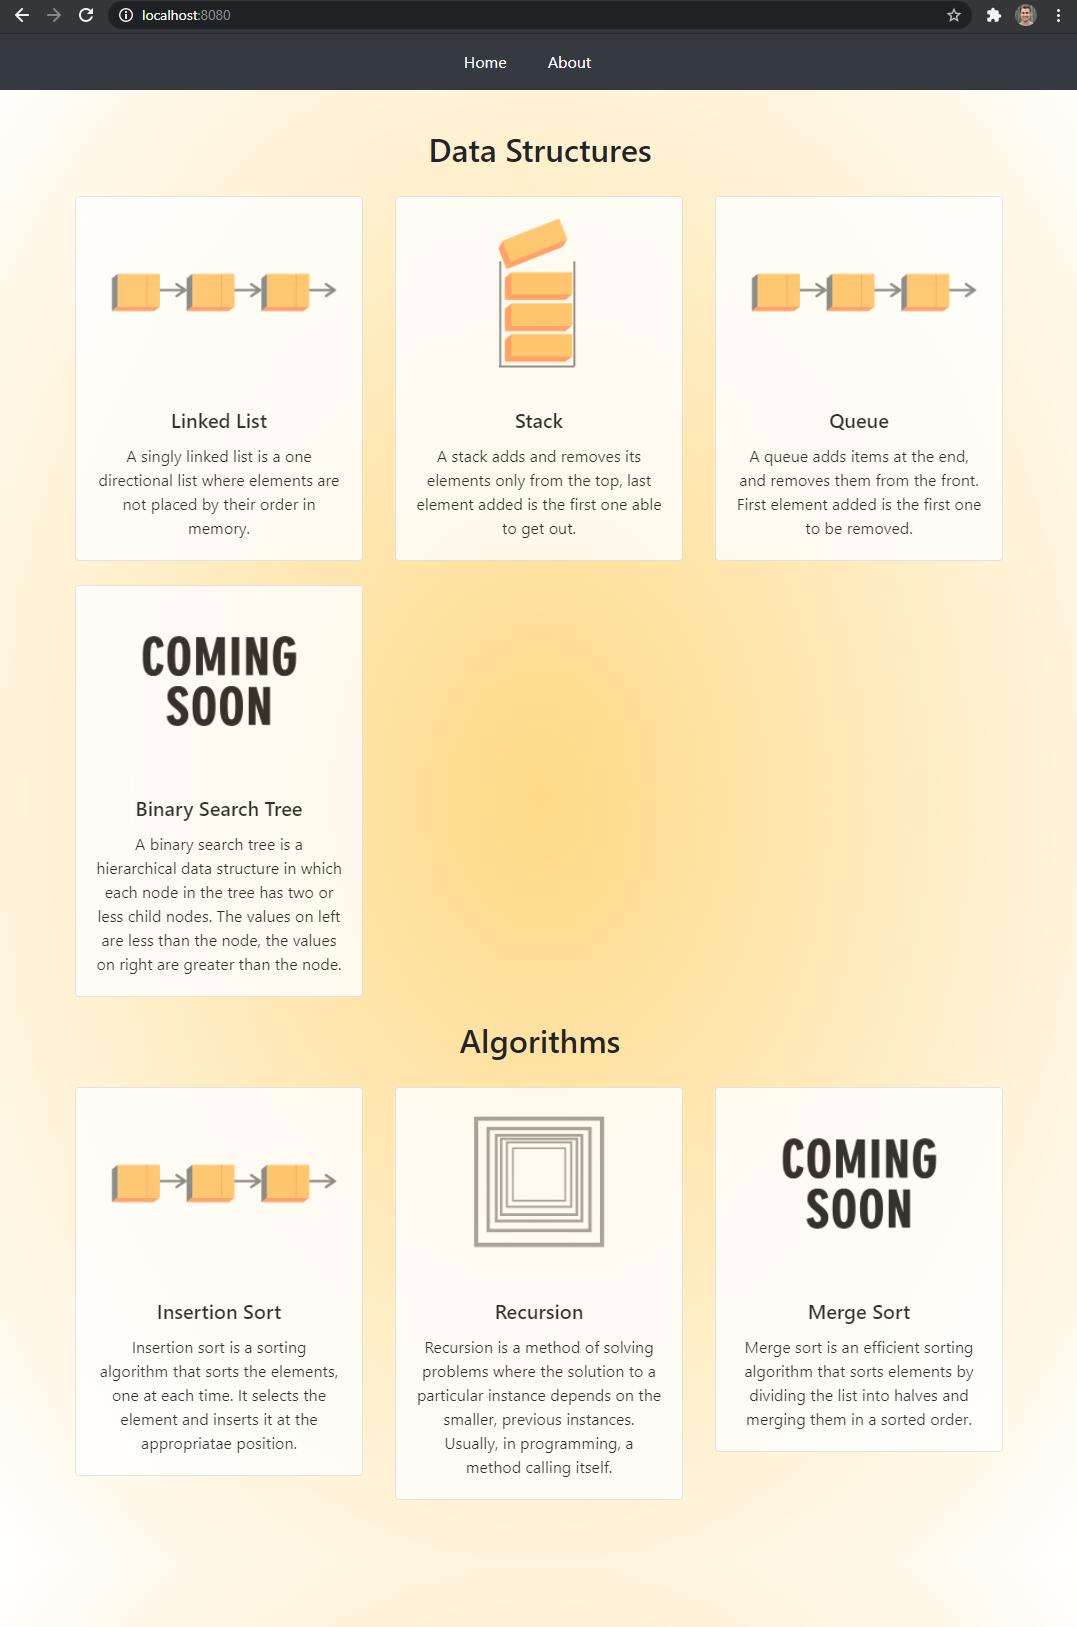 localhost:8080
Home About
Data Structures
Linked List
A singly linked list is a one
directional list where elements are
not placed by their order in
memory.
Stack
A stack adds and removes its
elements only from the top, last
element added is the first one able
to get out.
Queue
A queue adds items at the end,
and removes them from the front.
First element added is the first one
to be removed.
COMING
SOON
Binary Search Tree
A binary search tree is a
hierarchical data structure in which
each node in the tree has two or
less child nodes. The values on left
are less than the node, the values
on right are greater than the node.
Algorithms
Insertion Sort
Insertion sort is a sorting
algorithm that sorts the elements,
one at each time. It selects the
element and inserts it at the
appropriatae position.
Recursion
Recursion is a method of solving
problems where the solution to a
particular instance depends on the
smaller, previous instances.
Usually, in programming, a
method calling itself.
COMING
SOON
Merge Sort
Merge sort is an efficient sorting
algorithm that sorts elements by
dividing the list into halves and
merging them in a sorted order.